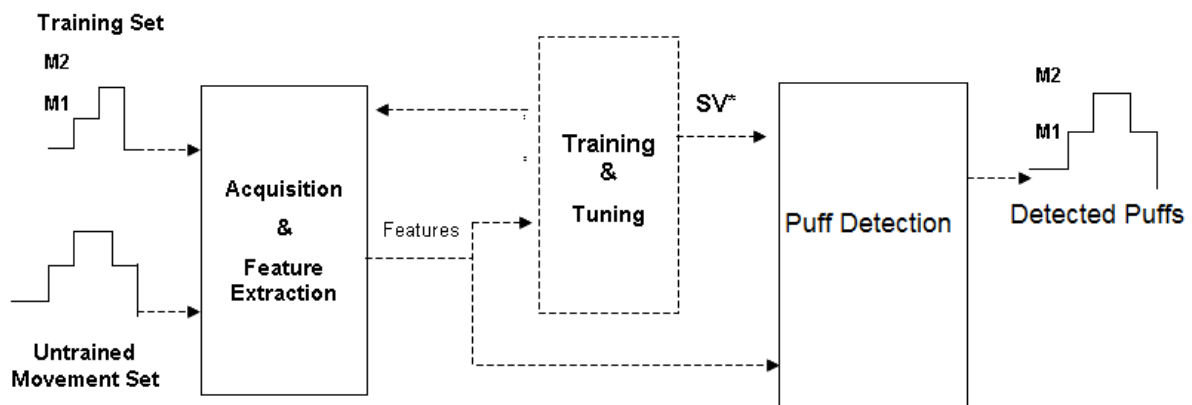 Training Set
M2
M1
Acquisition
&
Feature
Extraction
Untrained
Movement Set
Features
Training
&
Tuning
SV*
Puff Detection
M2
M1
Detected Puffs